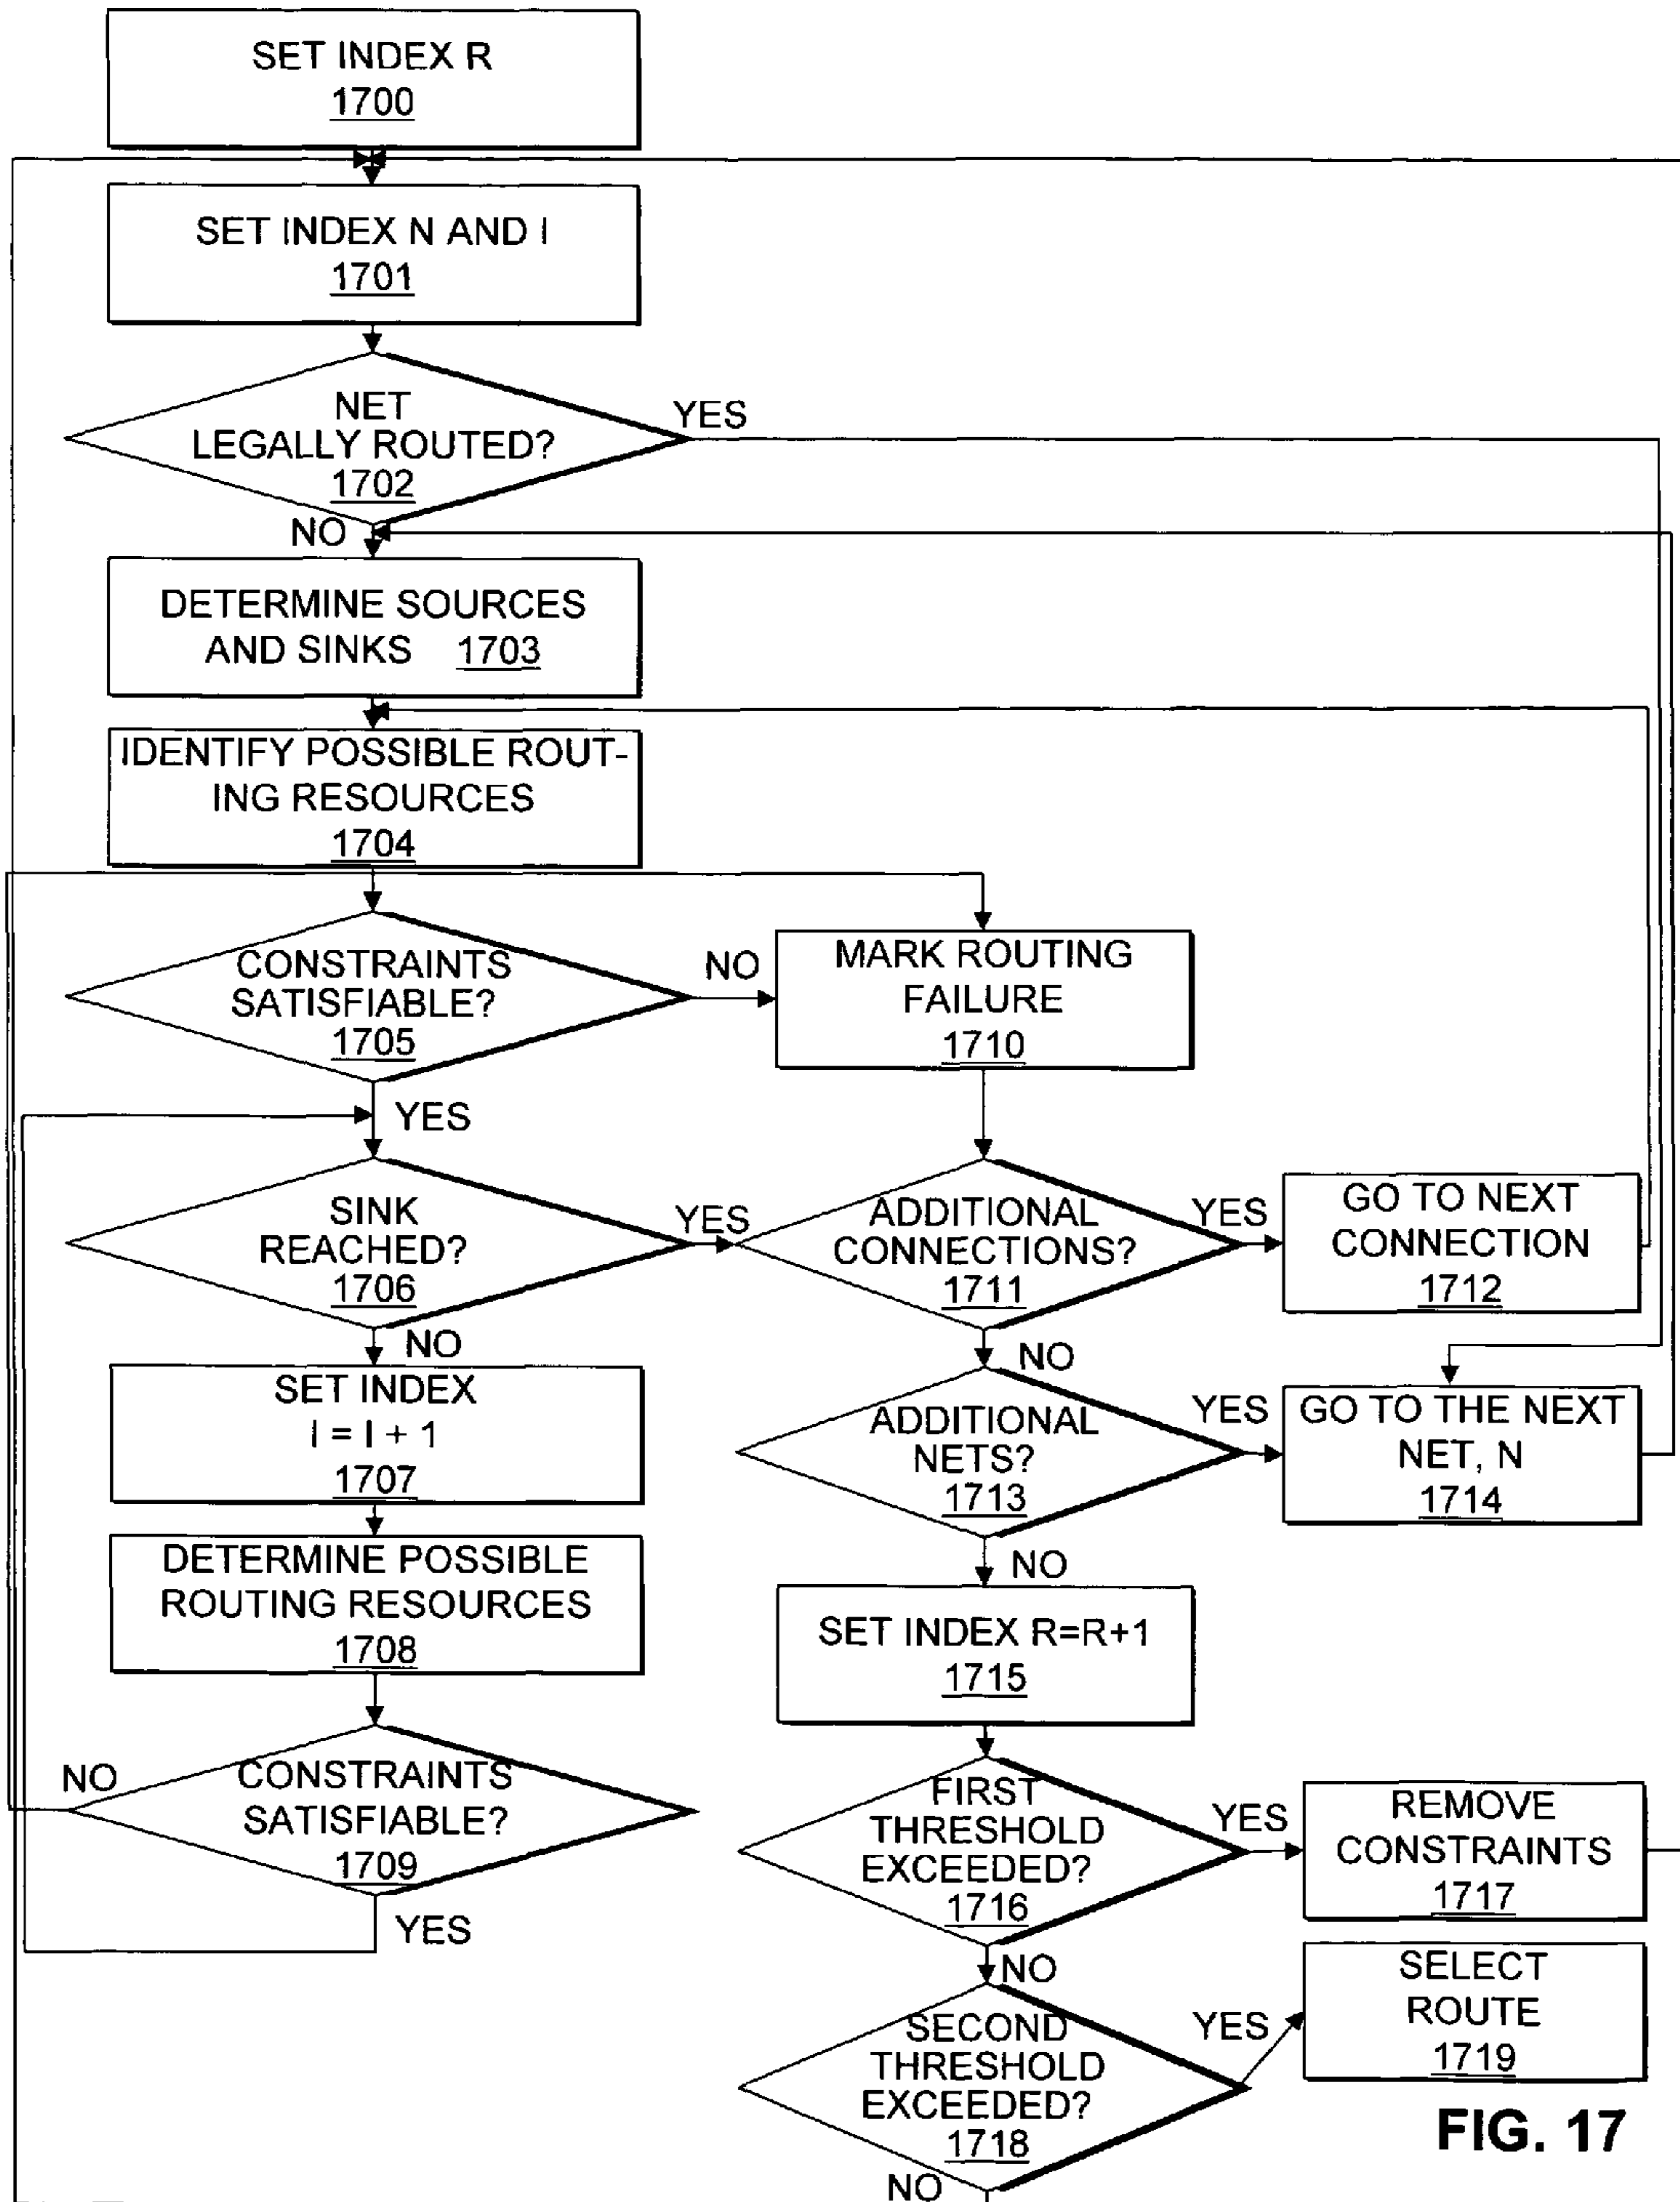 SET INDEX R
1700
SET INDEX N AND I
1701
NET
LEGALLY ROUTED?
1702
YES
NO
DETERMINE SOURCES
AND SINKS 1703
IDENTIFY POSSIBLE ROUT-
ING RESOURCES
1704
CONSTRAINTS
SATISFIABLE?
1705
NO
YES
MARK ROUTING
FAILURE
1710
SINK
REACHED?
1706
YES
NO
ADDITIONAL
CONNECTIONS?
1711
YES
NO
GO TO NEXT
CONNECTION
1712
SET INDEX
I = I + 1
1707
ADDITIONAL
NETS?
1713
YES
NO
GO TO THE NEXT
NET, N
1714
DETERMINE POSSIBLE
ROUTING RESOURCES
1708
SET INDEX R=R+1
1715
NO
CONSTRAINTS
SATISFIABLE?
1709
YES
FIRST
THRESHOLD
EXCEEDED?
1716
YES
NO
REMOVE
CONSTRAINTS
1717
SECOND
THRESHOLD
EXCEEDED?
1718
YES
NO
SELECT
ROUTE
1719
FIG. 17